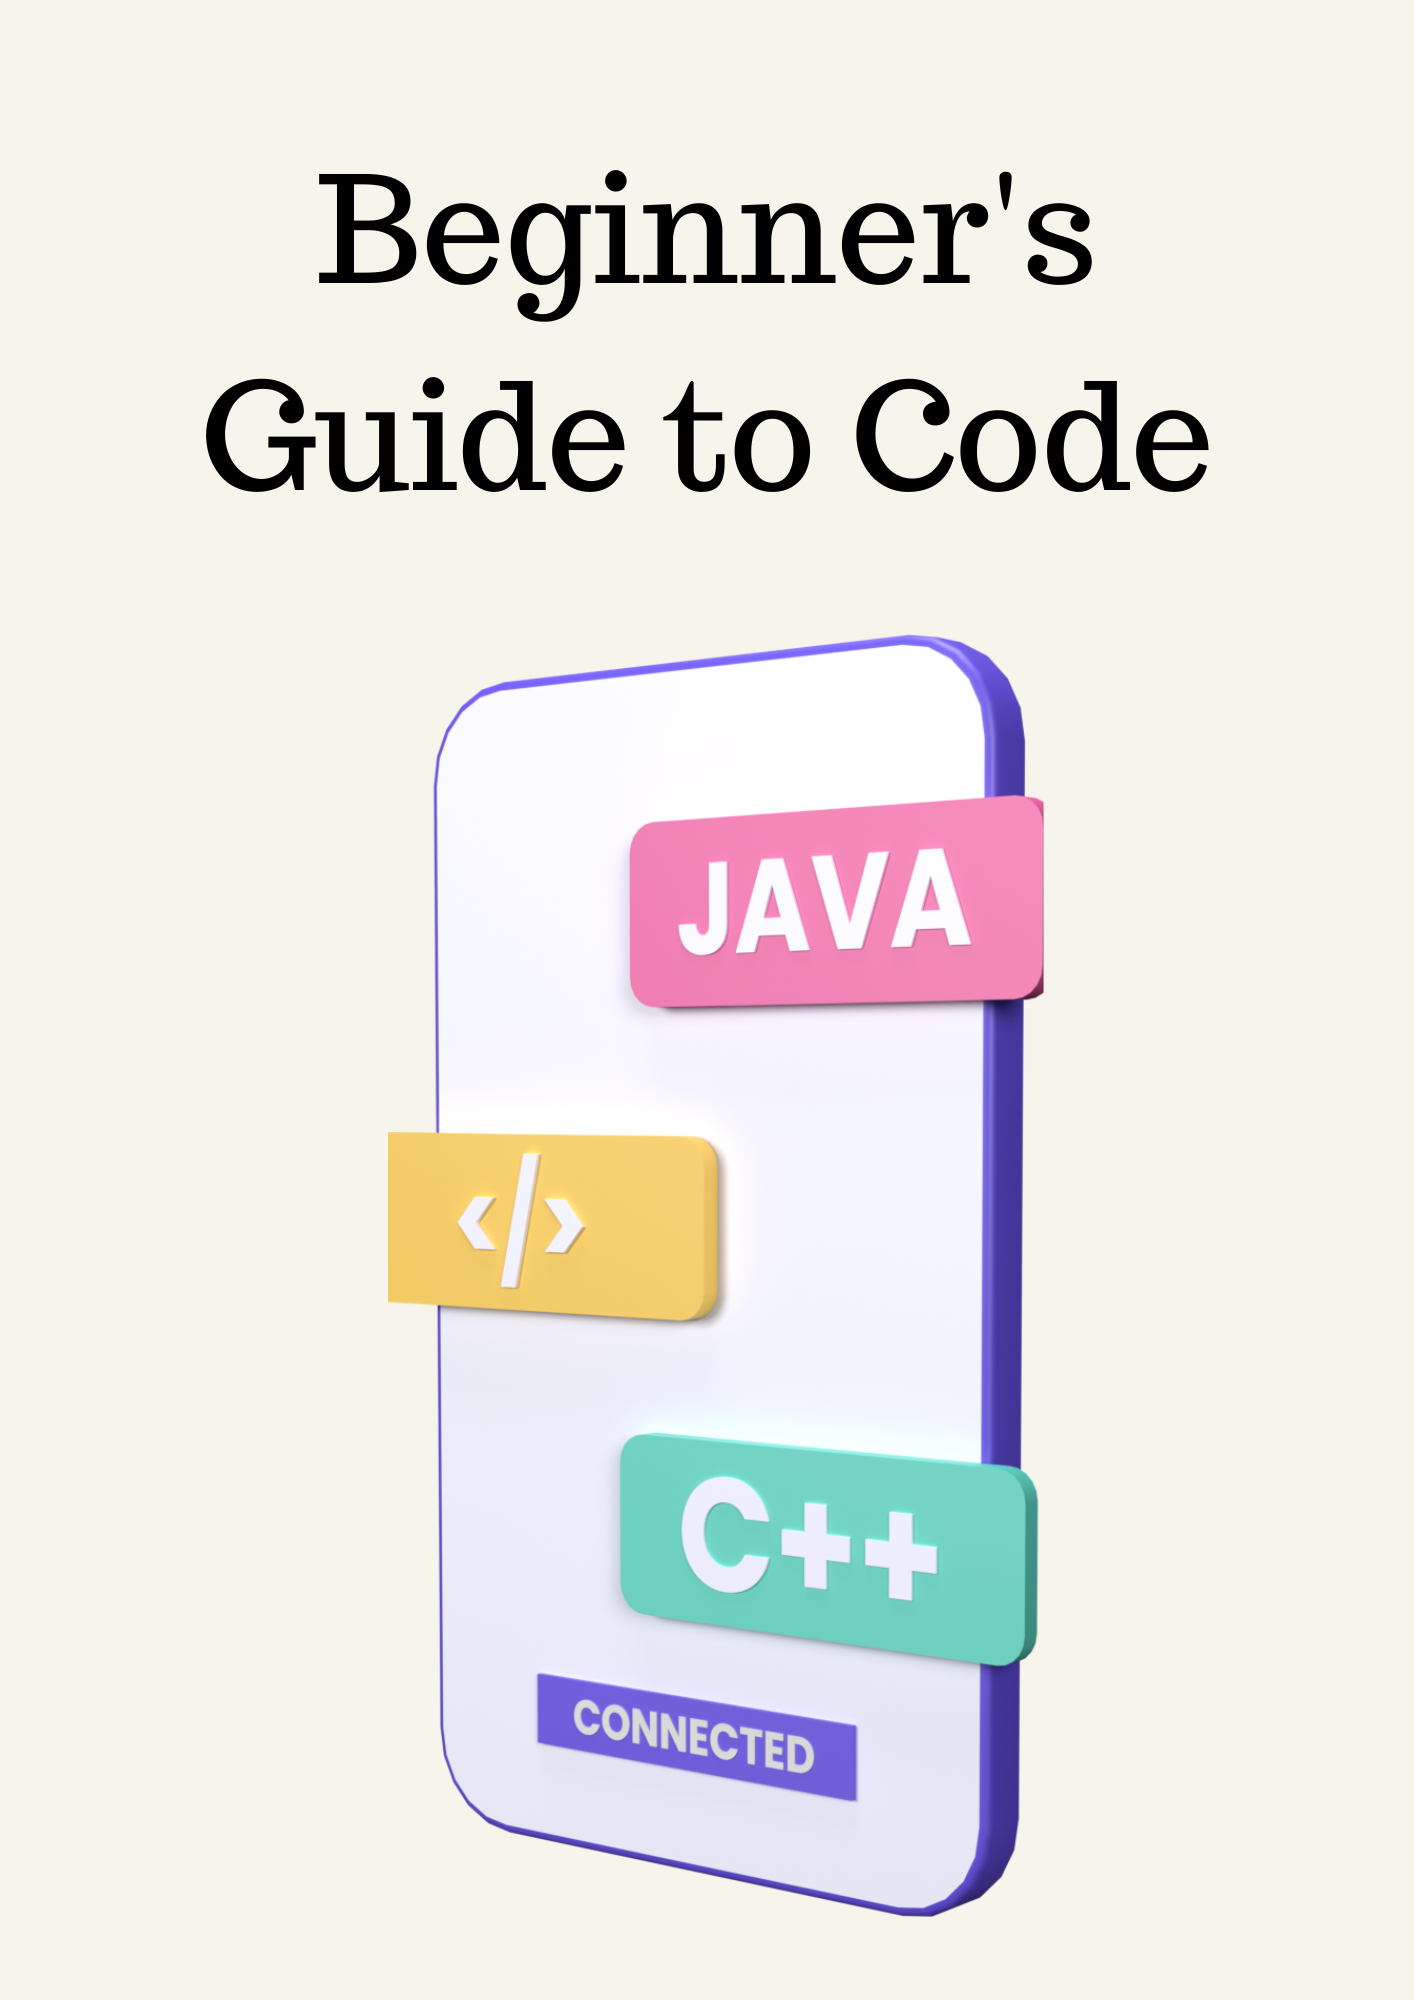 Beginner's
Guide to Code
JAVA
</>
C++
CONNECTED